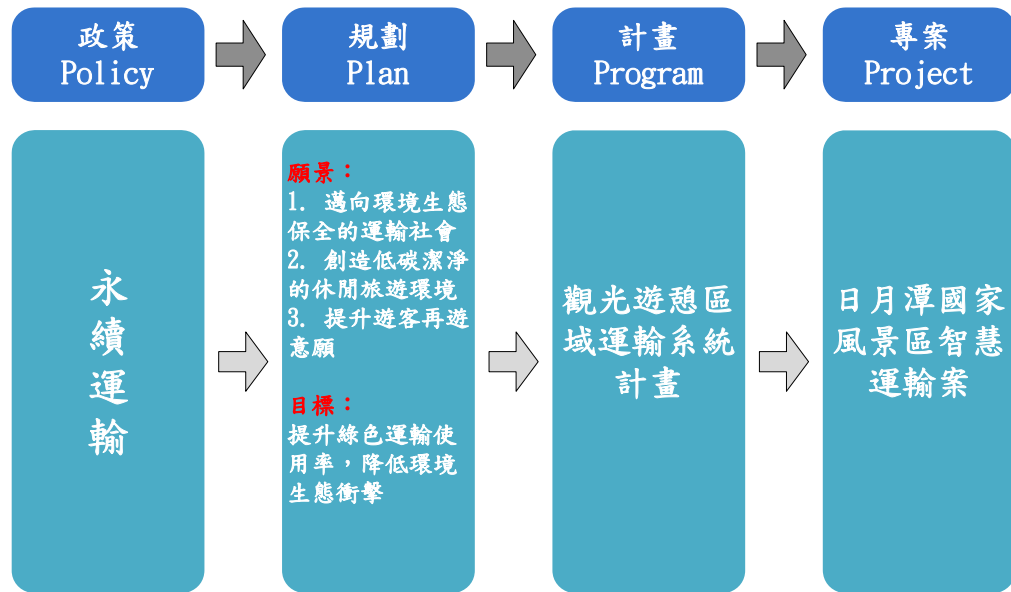 政策
Policy
規劃
Plan
計畫
Program
專案
Project
永
續
運
輸
願景：
1. 邁向環境生態
保全的運輸社會
2. 創造低碳潔淨
的休閒旅遊環境
3. 提升遊客再遊
意願
目標：
提升綠色運輸使
用率，降低環境
生態衝擊
觀光遊憩區
域運輸系統
計畫
日月潭國家
風景區智慧
運輸案